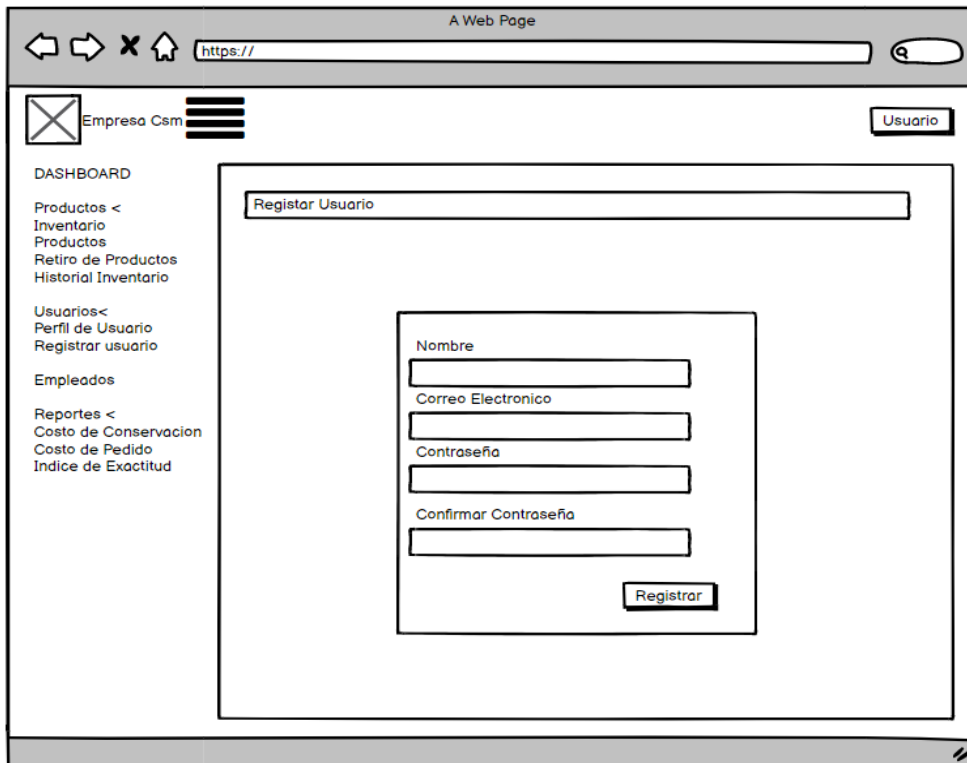 A Web Page
https://
Empresa Csm
Usuario
DASHBOARD
Productos <
Inventario
Productos
Retiro de Productos
Historial Inventario
Usuarios<
Perfil de Usuario
Registrar usuario
Empleados
Reportes <
Costo de Conservacion
Costo de Pedido
Indice de Exactitud
Registar Usuario
Nombre
Correo Electronico
Contraseña
Confirmar Contraseña
Registrar